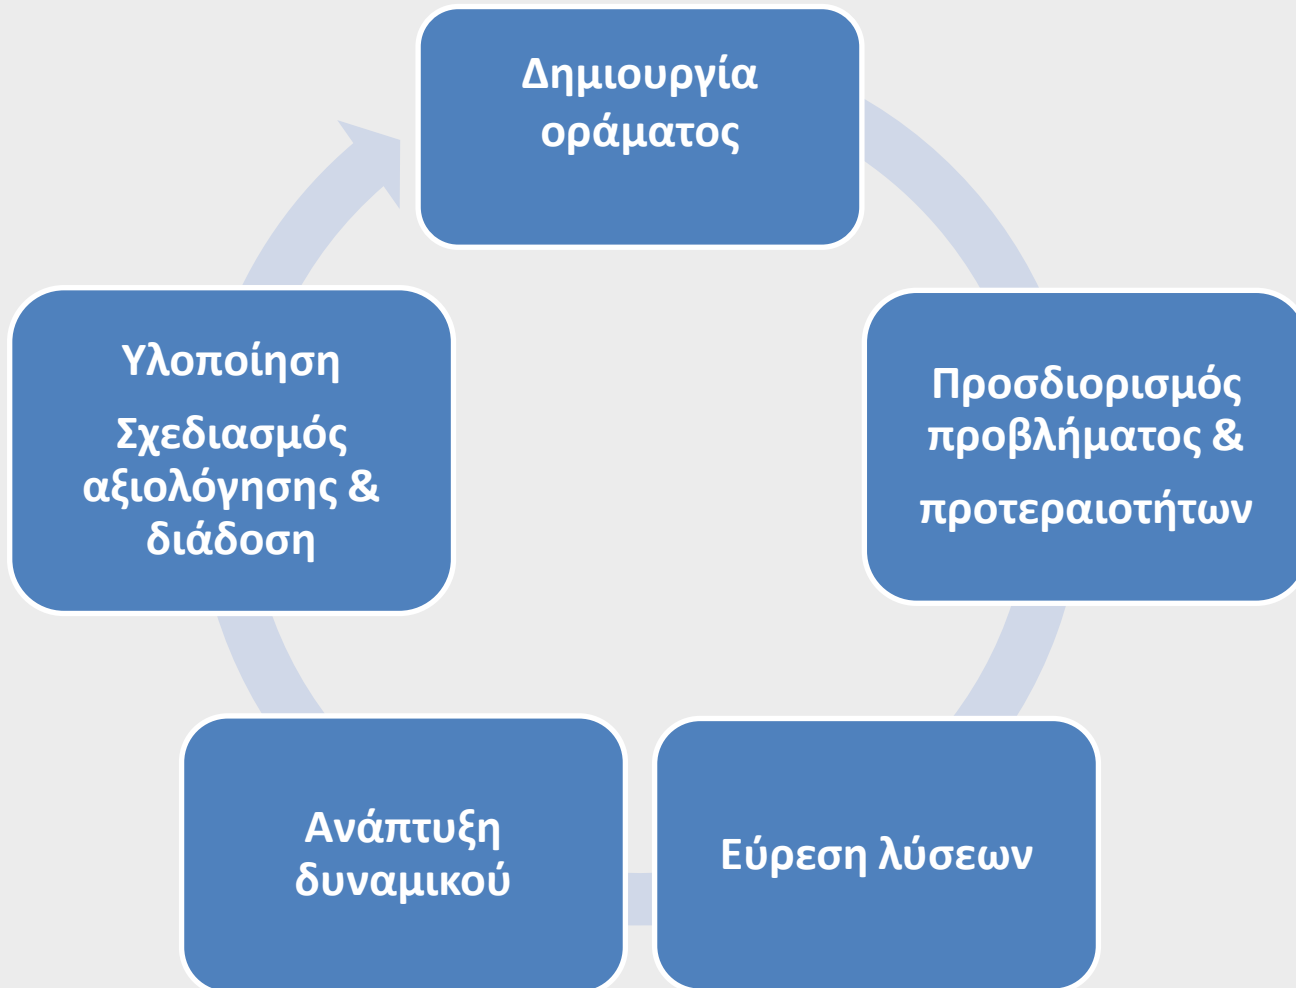 Δημιουργία
οράματος
Προσδιορισμός
προβλήματος &
προτεραιοτήτων
Εύρεση λύσεων
Ανάπτυξη
δυναμικού
Υλοποίηση
Σχεδιασμός
αξιολόγησης &
διάδοση